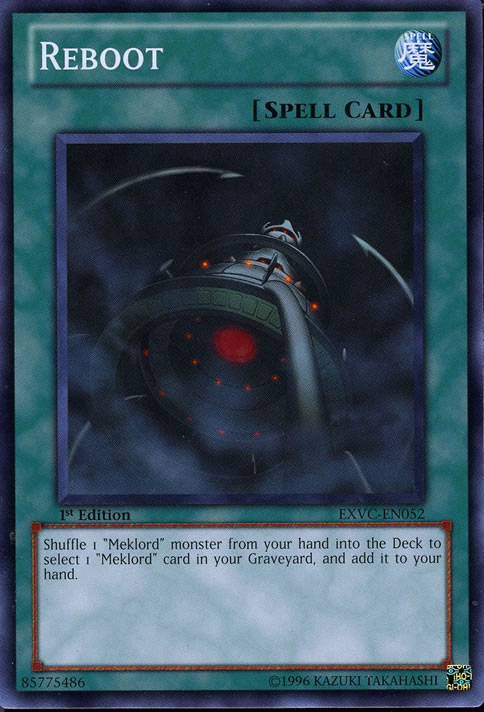 REBOOT
SPELL
魔
[SPELL CARD]
1st Edition
EXVC-EN052
Shuffle 1 "Meklord" monster from your hand into the Deck to
select 1 "Meklord" card in your Graveyard, and add it to your
hand.
85775486
©1996 KAZUKI TAKAHASHI